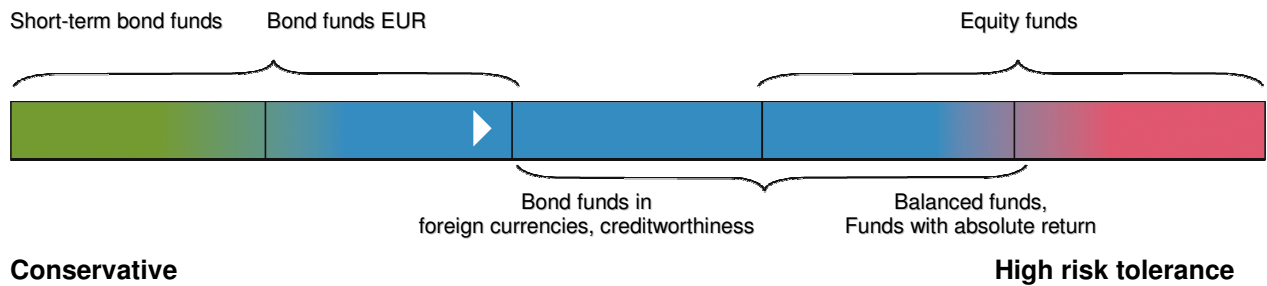 Short-term bond funds
Bond funds EUR
Equity funds
Bond funds in
foreign currencies, creditworthiness
Balanced funds,
Funds with absolute return
Conservative
High risk tolerance